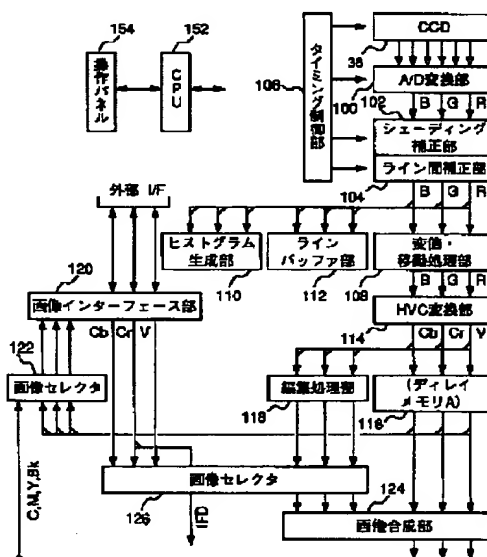 154
操作パネル
152
CPU
106
タイミング制御部
CCD
36
A/D変換部
100
102
B G R
シェーディング
補正部
ライン間補正部
104
B G R
外部 I/F
ヒストグラム
生成部
110
ライン
バッファ部
112
変倍・
移動処理部
108
B G R
120
画像インターフェース部
HVC変換部
114
Cb Cr V
Cb Cr V
122
画像セレクタ
編集処理部
118
(ディレイ
メモリA)
116
C,M,Y,Bk
画像セレクタ
126
IFD
124
画像合成部